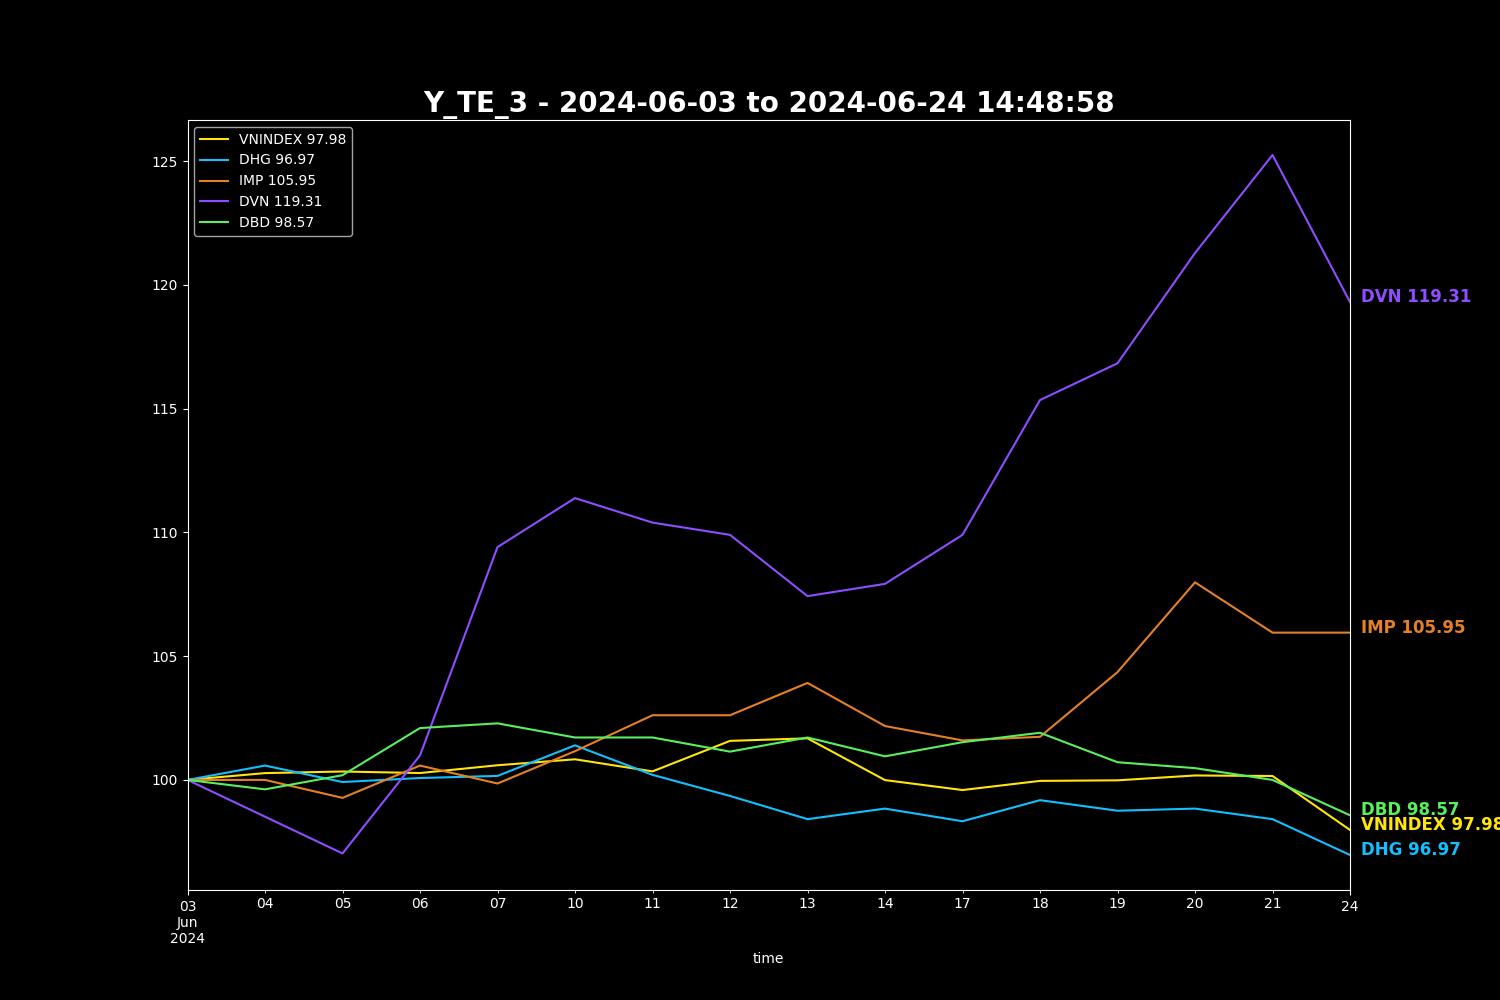 Y_TE_3 - 2024-06-03 to 2024-06-24 14:48:58
VNINDEX 97.98
DHG 96.97
IMP 105.95
DVN 119.31
DBD 98.57
125
120
115
110
105
100
DVN 119.31
IMP 105.95
DBD 98.57
VNINDEX 97.98
DHG 96.97
03 04 05 06 07 10 11 12 13 14 17 18 19 20 21 24
Jun
2024
time